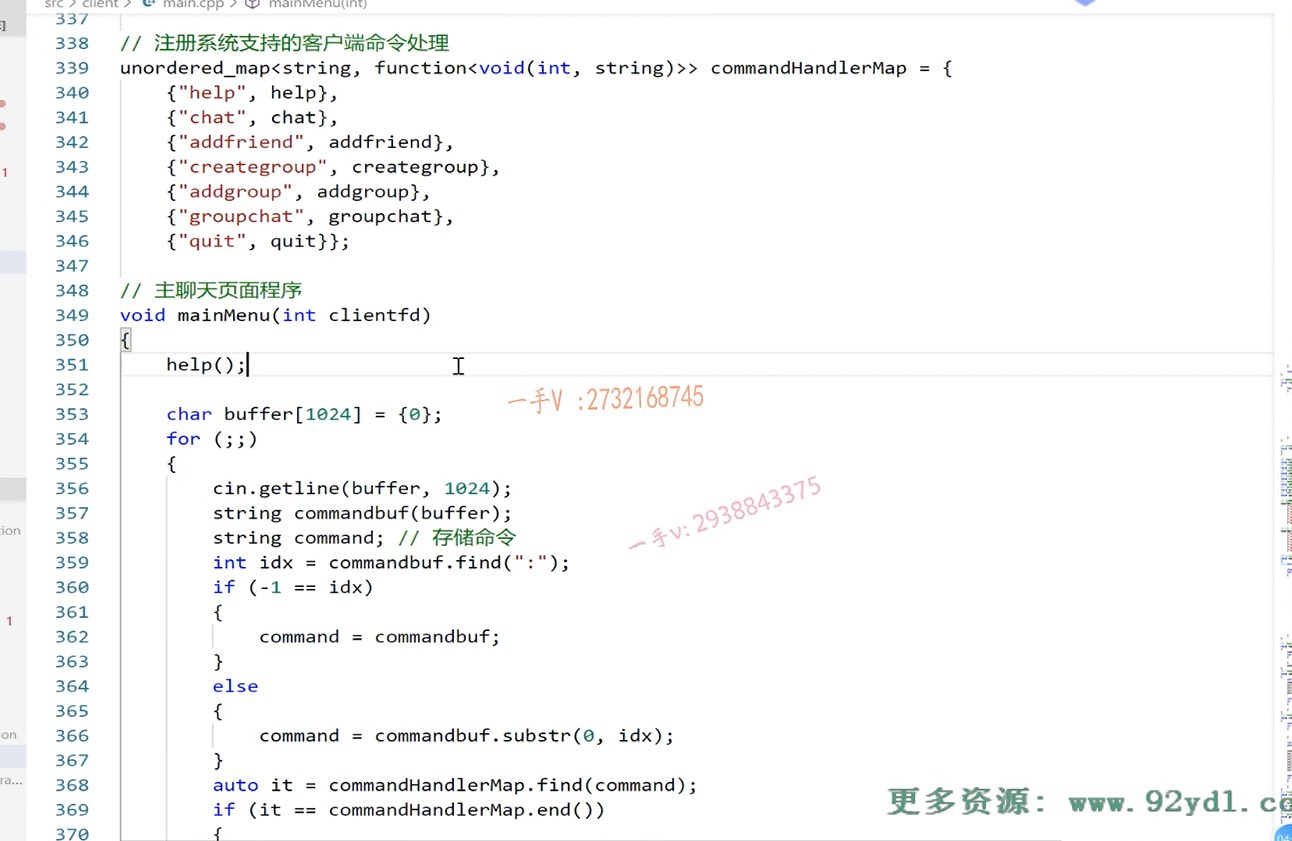 src > client > main.cpp > mainMenu(int)
337
338 // 注册系统支持的客户端命令处理
339 unordered_map<string, function<void(int, string)>> commandHandlerMap = {
340 {"help", help},
341 {"chat", chat},
342 {"addfriend", addfriend},
343 {"creategroup", creategroup},
344 {"addgroup", addgroup},
345 {"groupchat", groupchat},
346 {"quit", quit}};
347
348 // 主聊天页面程序
349 void mainMenu(int clientfd)
350 {
351 help();
352
一手V :2732168745
353 char buffer[1024] = {0};
354 for (;;)
355 {
356 cin.getline(buffer, 1024);
一手v: 2938843375
357 string commandbuf(buffer);
358 string command; // 存储命令
359 int idx = commandbuf.find(":");
360 if (-1 == idx)
361 {
362 command = commandbuf;
363 }
364 else
365 {
366 command = commandbuf.substr(0, idx);
367 }
368 auto it = commandHandlerMap.find(command);
369 if (it == commandHandlerMap.end())
370 {
更多资源: www.92ydl.co
1
tion
1
on
ra...